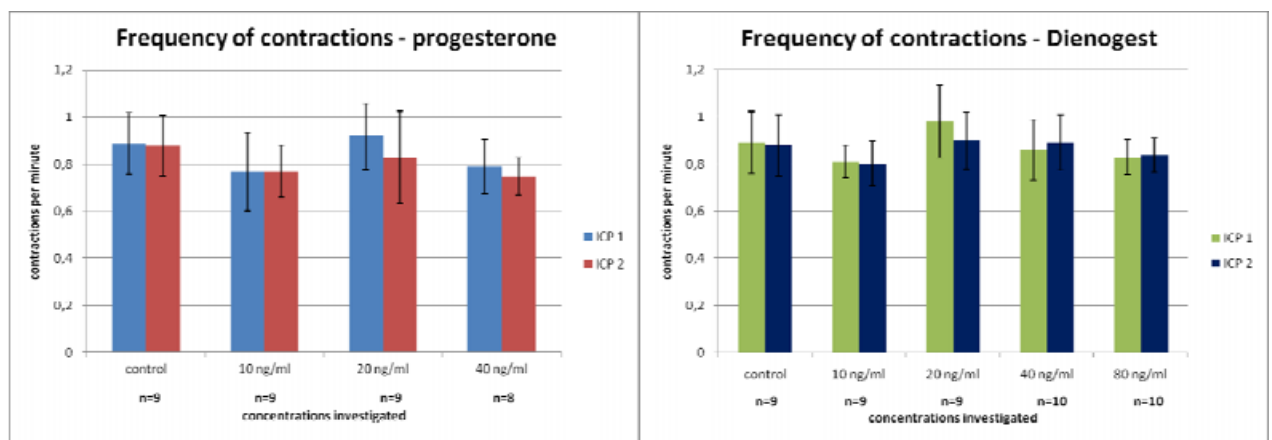 Frequency of contractions - progesterone
1,2
1
0,8
0,6
0,4
0,2
0
contractions per minute
control
10 ng/ml
20 ng/ml
40 ng/ml
n=9
n=9
n=9
n=8
concentrations investigated
ICP 1
ICP 2
Frequency of contractions - Dienogest
1,2
1
0,8
0,6
0,4
0,2
0
contractions per minute
control
10 ng/ml
20 ng/ml
40 ng/ml
80 ng/ml
n=9
n=9
n=9
n=10
n=10
concentrations investigated
ICP 1
ICP 2